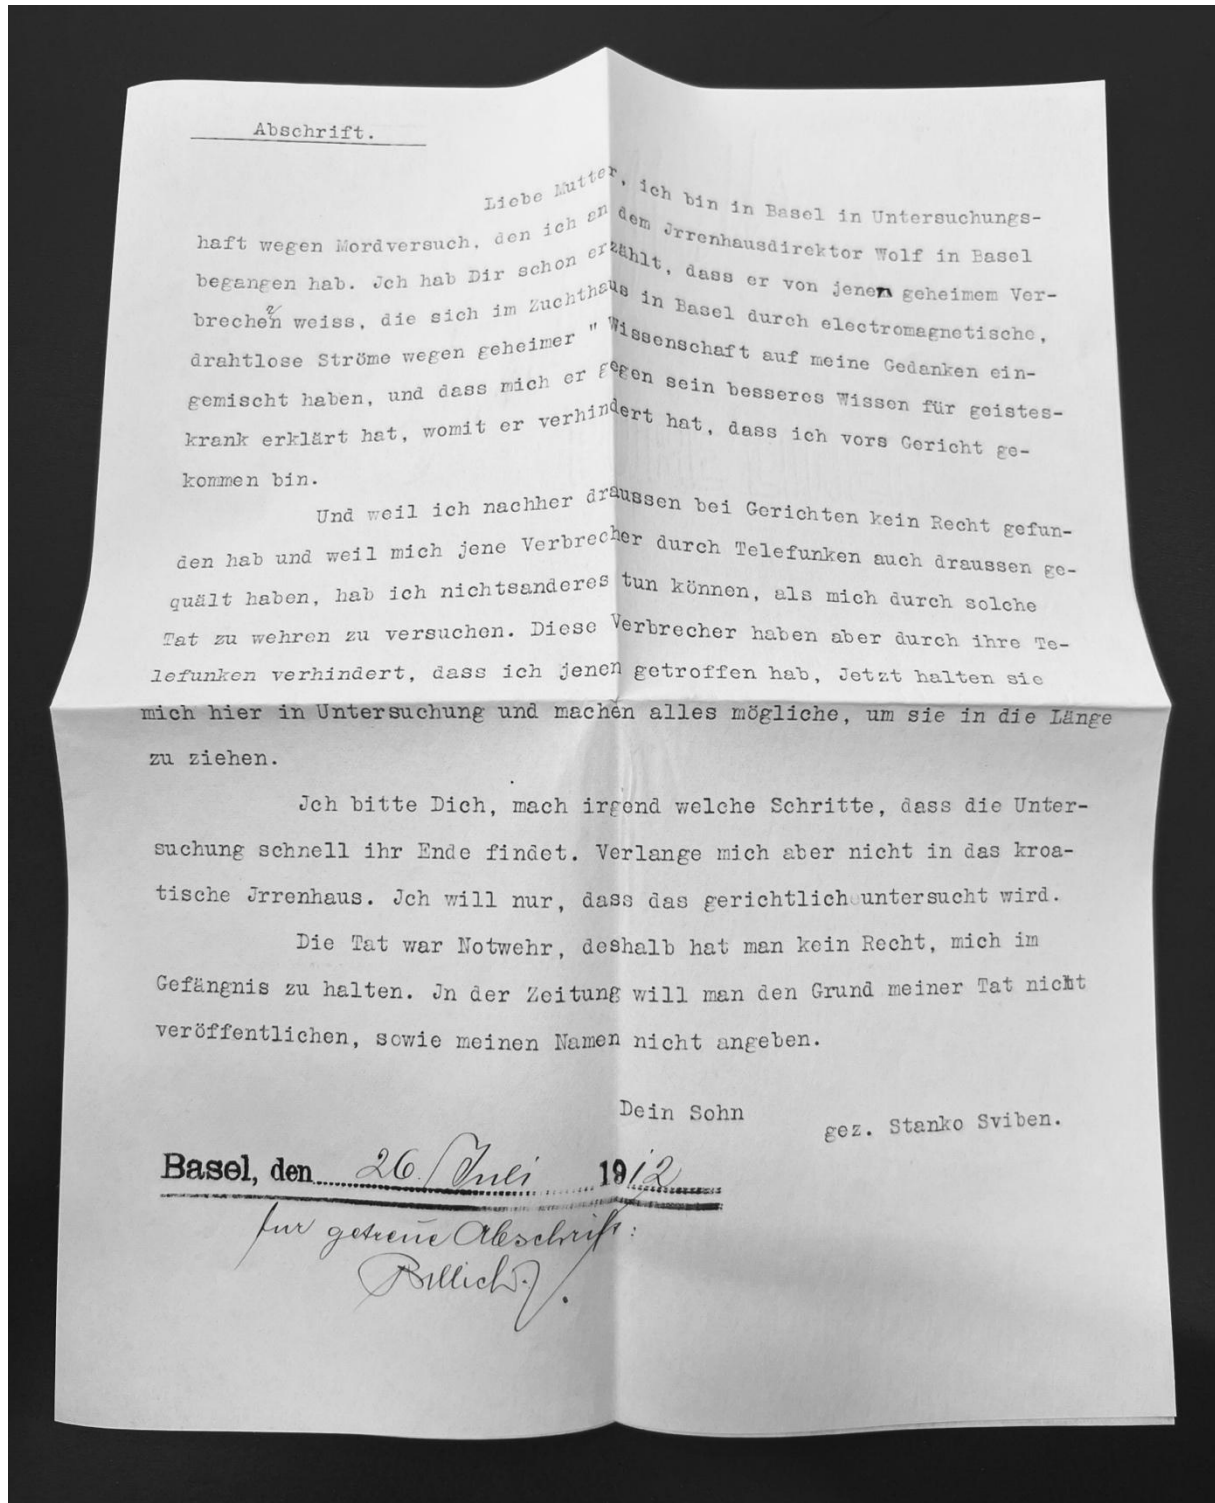 Abschrift.
Liebe Mutter, ich bin in Basel in Untersuchungs-
haft wegen Mordversuch, den ich an dem Jrrenhausdirektor Wolf in Basel
begangen hab. Jch hab Dir schon erzählt, dass er von jenen geheimem Ver-
brechen weiss, die sich im Zuchthaus in Basel durch electromagnetische,
drahtlose Ströme wegen geheimer " Wissenschaft auf meine Gedanken ein-
gemischt haben, und dass mich er gegen sein besseres Wissen für geistes-
krank erklärt hat, womit er verhindert hat, dass ich vors Gericht ge-
kommen bin.
Und weil ich nachher draussen bei Gerichten kein Recht gefun-
den hab und weil mich jene Verbrecher durch Telefunken auch draussen ge-
quält haben, hab ich nichtsanderes tun können, als mich durch solche
Tat zu wehren zu versuchen. Diese Verbrecher haben aber durch ihre Te-
lefunken verhindert, dass ich jenen getroffen hab, Jetzt halten sie
mich hier in Untersuchung und machen alles mögliche, um sie in die Länge
zu ziehen.
Jch bitte Dich, mach irgend welche Schritte, dass die Unter-
suchung schnell ihr Ende findet. Verlange mich aber nicht in das kroa-
tische Jrrenhaus. Jch will nur, dass das gerichtlich untersucht wird.
Die Tat war Notwehr, deshalb hat man kein Recht, mich im
Gefängnis zu halten. Jn der Zeitung will man den Grund meiner Tat nicht
veröffentlichen, sowie meinen Namen nicht angeben.
Dein Sohn
gez. Stanko Sviben.
Basel, den 26. Juli 1912
für getreue Abschrift: